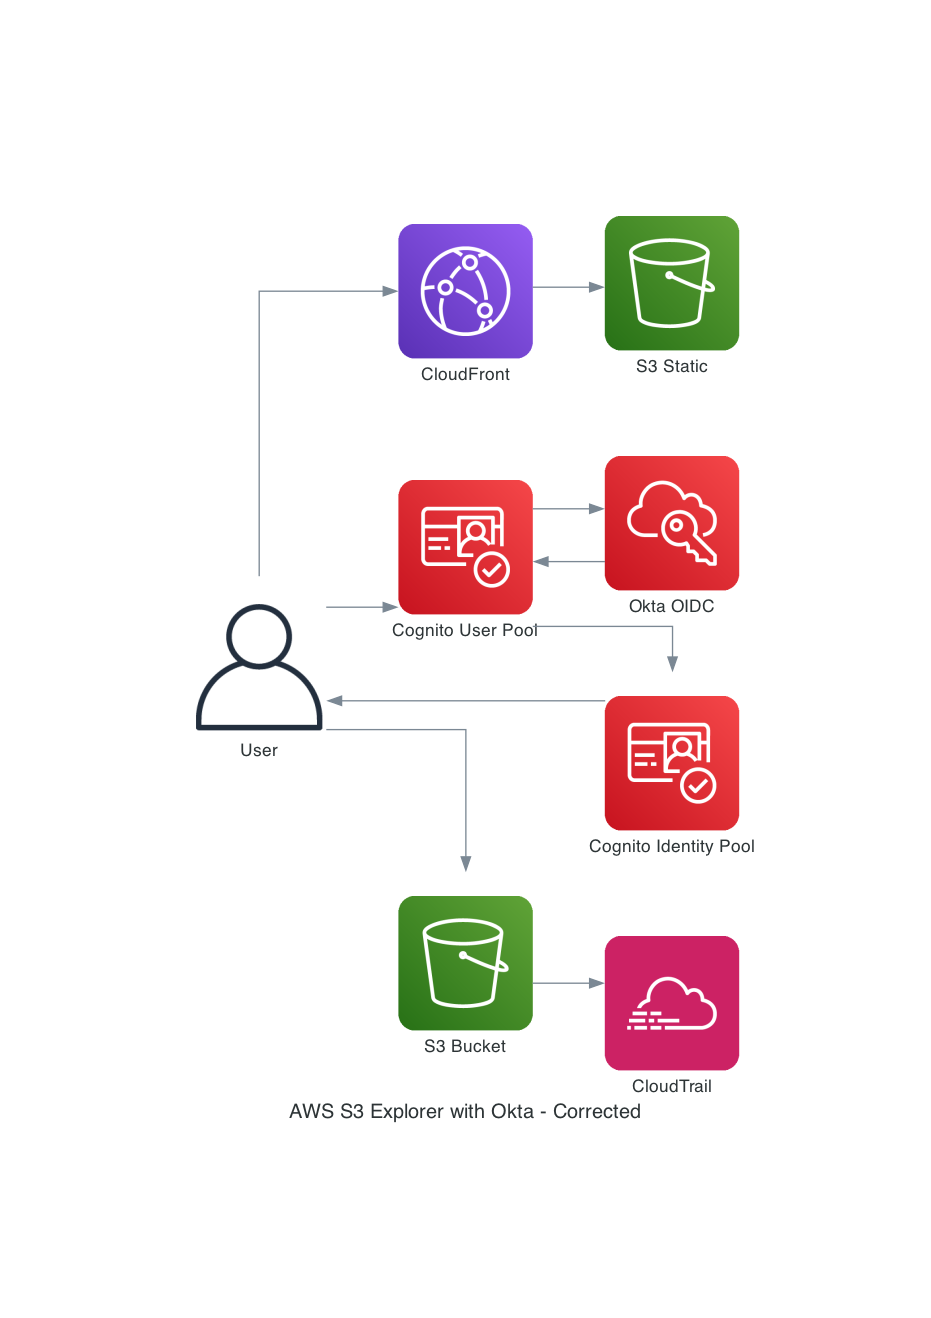 CloudFront
S3 Static
Okta OIDC
Cognito User Pool
User
Cognito Identity Pool
S3 Bucket
CloudTrail
AWS S3 Explorer with Okta - Corrected